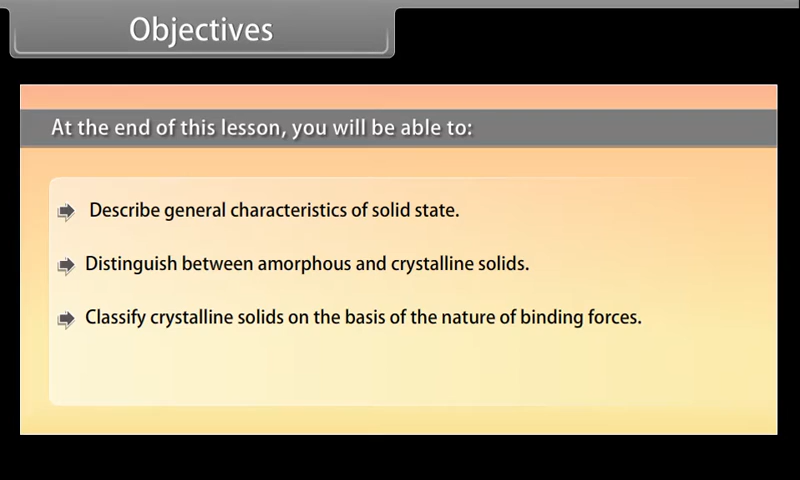 Objectives
At the end of this lesson, you will be able to:
Describe general characteristics of solid state.
Distinguish between amorphous and crystalline solids.
Classify crystalline solids on the basis of the nature of binding forces.